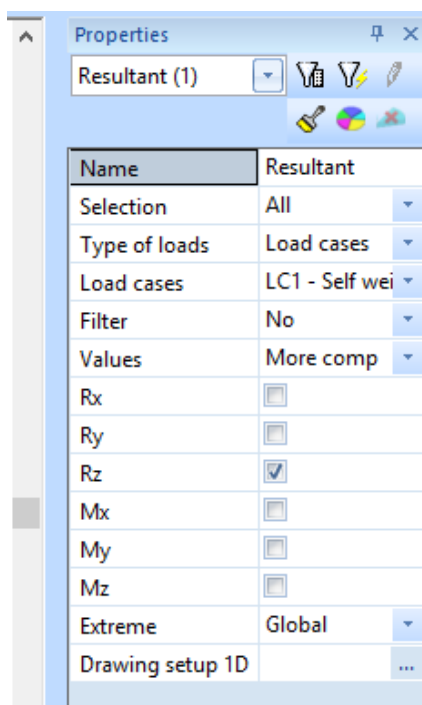 Properties
Resultant (1)
Name Resultant
Selection All
Type of loads Load cases
Load cases LC1 - Self wei
Filter No
Values More comp
Rx
Ry
Rz
Mx
My
Mz
Extreme Global
Drawing setup 1D ...